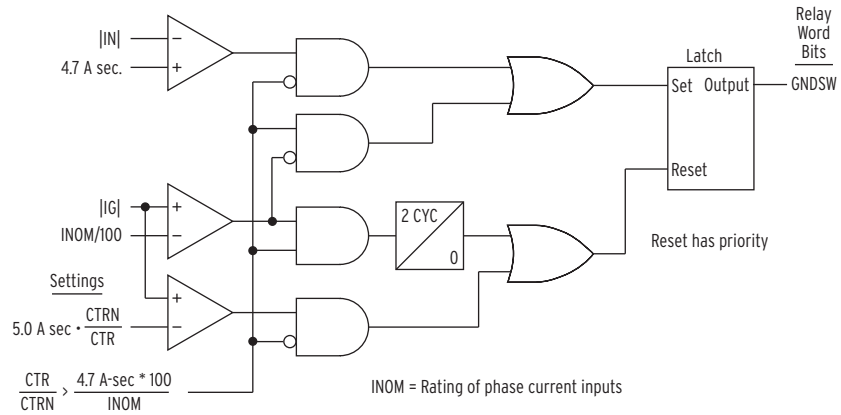 |IN|
4.7 A sec.
−
+
Relay
Word
Bits
Latch
Set Output
GNDSW
Reset
Reset has priority
|IG|
INOM/100
+
−
2 CYC
0
Settings
5.0 A sec • CTRN
CTR
+
−
CTR > 4.7 A-sec * 100
CTRN INOM
INOM = Rating of phase current inputs